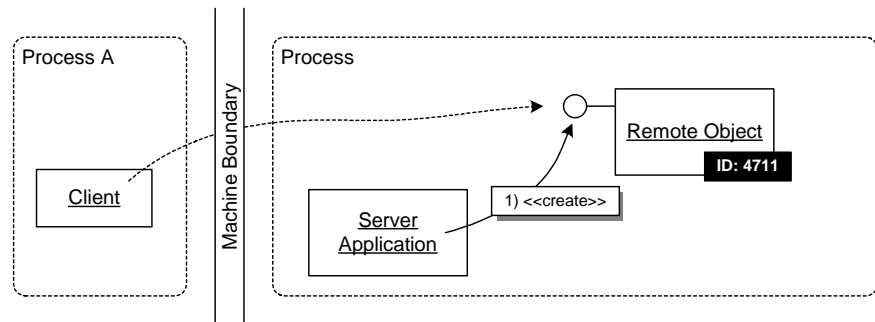 Process A
Client
Machine Boundary
Process
Remote Object
ID: 4711
1) <<create>>
Server
Application